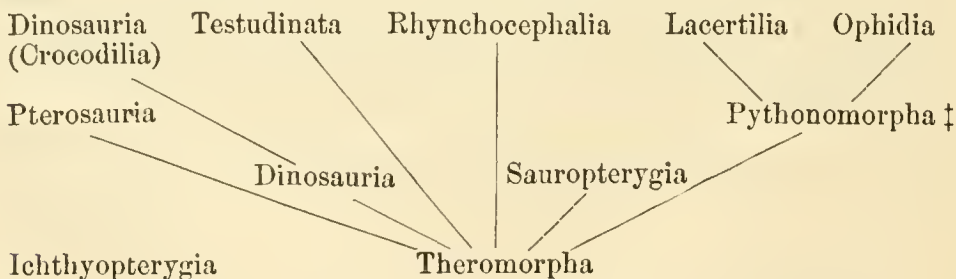 Dinosauria Testudinata Rhynchocephalia Lacertilia Ophidia
(Crocodilia)
Pterosauria Pythonomorpha ‡
Dinosauria Sauropterygia
Ichthyopterygia Theromorpha